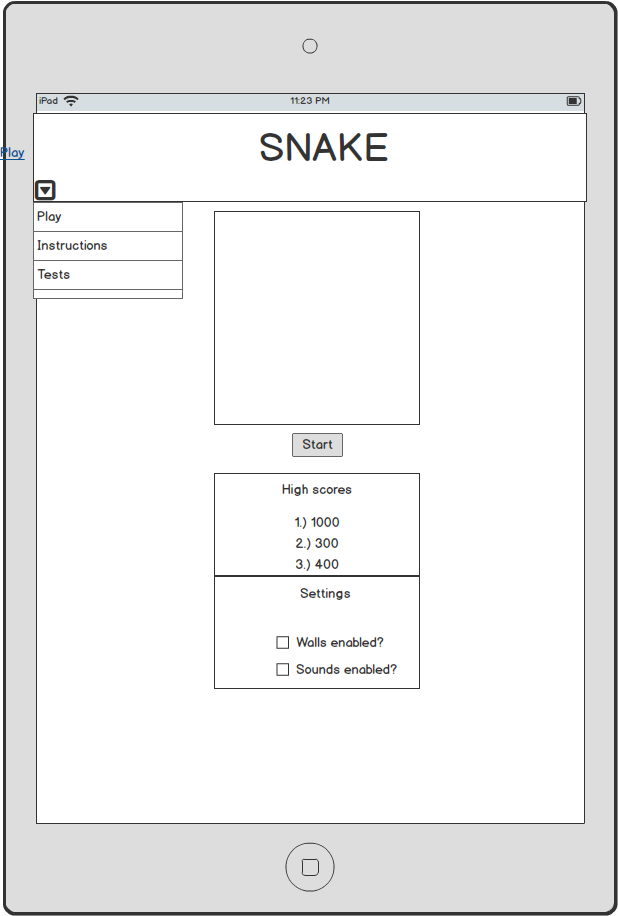 iPad 11:23 PM
SNAKE
Play
Play
Instructions
Tests
Start
High scores
1.) 1000
2.) 300
3.) 400
Settings
Walls enabled?
Sounds enabled?